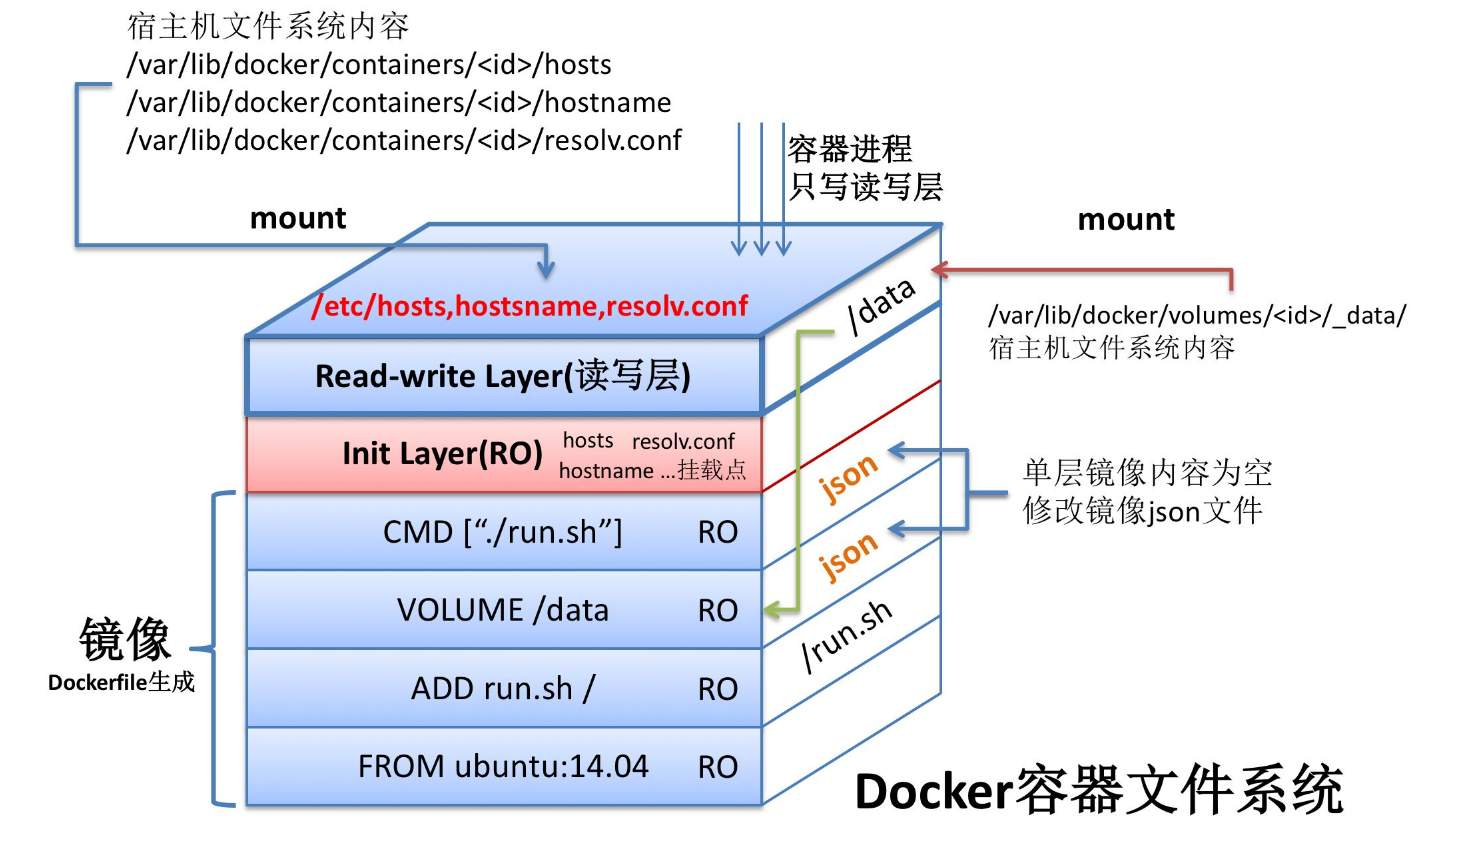 宿主机文件系统内容
/var/lib/docker/containers/<id>/hosts
/var/lib/docker/containers/<id>/hostname
/var/lib/docker/containers/<id>/resolv.conf
容器进程
只写读写层
mount
mount
/etc/hosts,hostsname,resolv.conf
/data
/var/lib/docker/volumes/<id>/_data/
宿主机文件系统内容
Read-write Layer(读写层)
Init Layer(RO)
hosts resolv.conf
hostname ...挂载点
json
单层镜像内容为空
修改镜像json文件
CMD [“./run.sh”] RO
json
VOLUME /data RO
/run.sh
镜像
Dockerfile生成
ADD run.sh / RO
FROM ubuntu:14.04 RO
Docker容器文件系统